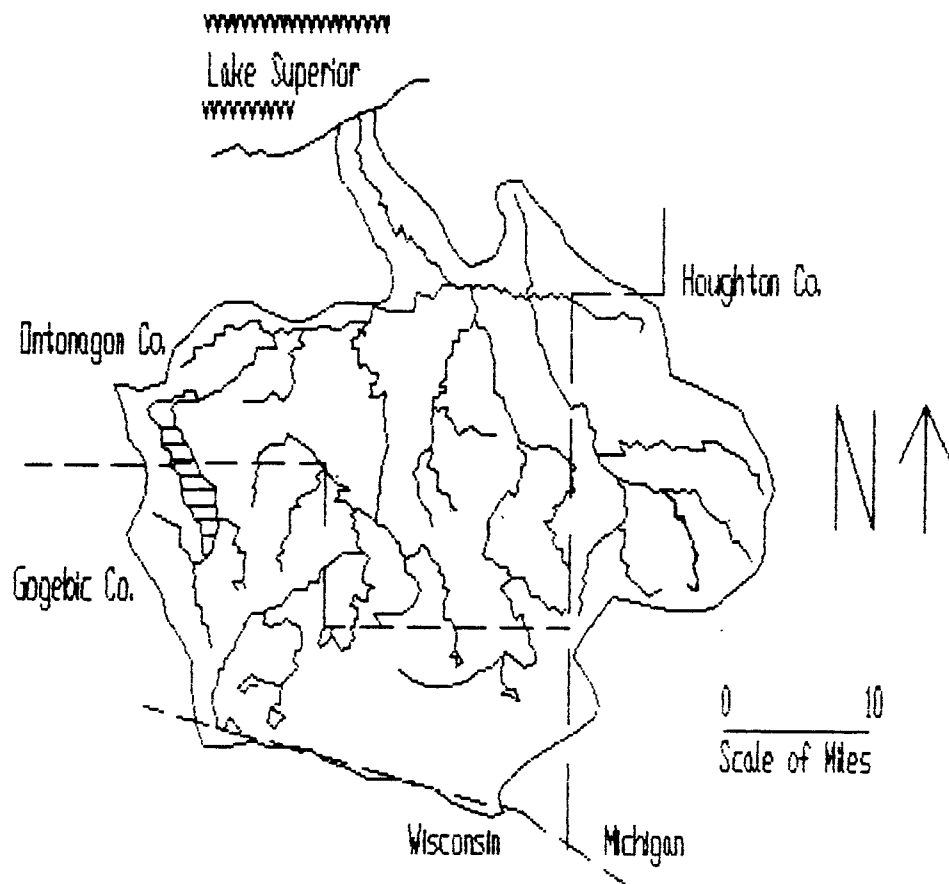 Lake Superior
Houghton Co.
Ontonagon Co.
N
Gogebic Co.
0 10
Scale of Miles
Wisconsin Michigan